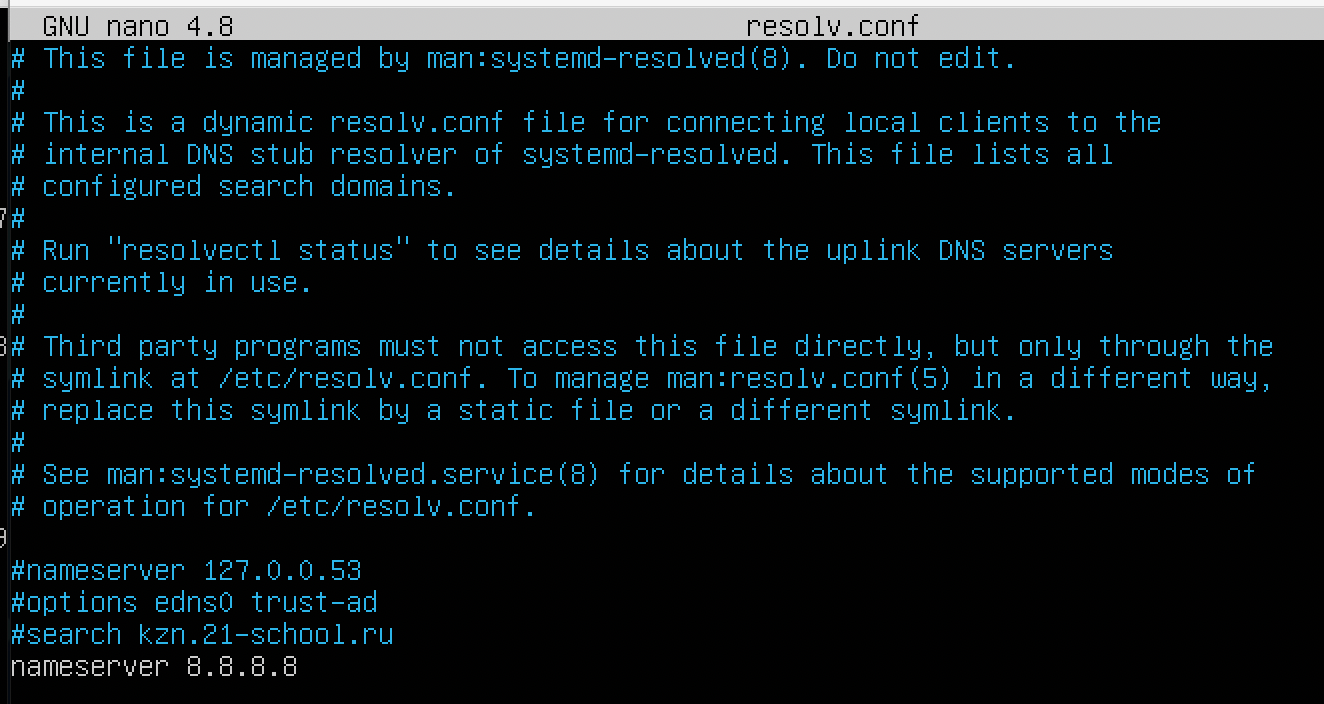 GNU nano 4.8 resolv.conf
# This file is managed by man:systemd-resolved(8). Do not edit.
#
# This is a dynamic resolv.conf file for connecting local clients to the
# internal DNS stub resolver of systemd-resolved. This file lists all
# configured search domains.
#
# Run "resolvectl status" to see details about the uplink DNS servers
# currently in use.
#
# Third party programs must not access this file directly, but only through the
# symlink at /etc/resolv.conf. To manage man:resolv.conf(5) in a different way,
# replace this symlink by a static file or a different symlink.
#
# See man:systemd-resolved.service(8) for details about the supported modes of
# operation for /etc/resolv.conf.
#nameserver 127.0.0.53
#options edns0 trust-ad
#search kzn.21-school.ru
nameserver 8.8.8.8